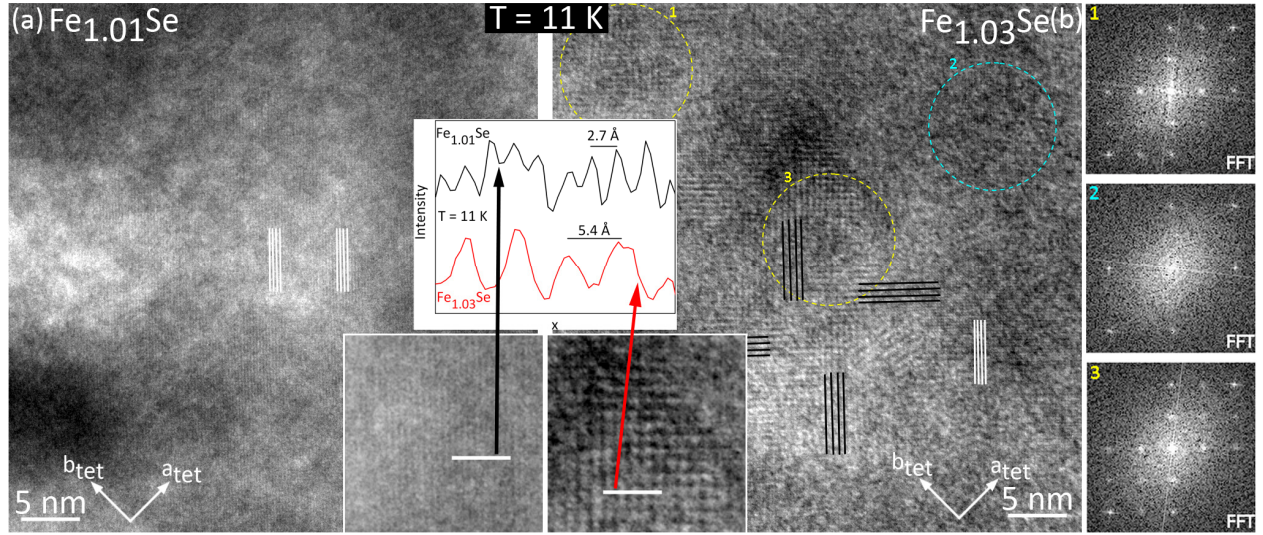 (a) Fe1.01Se
T = 11 K
Fe1.03Se (b)
1
2
3
Fe1.01Se
2.7 Å
T = 11 K
5.4 Å
Fe1.03Se
Intensity
x
btet
atet
5 nm
btet
atet
5 nm
1
FFT
2
FFT
3
FFT